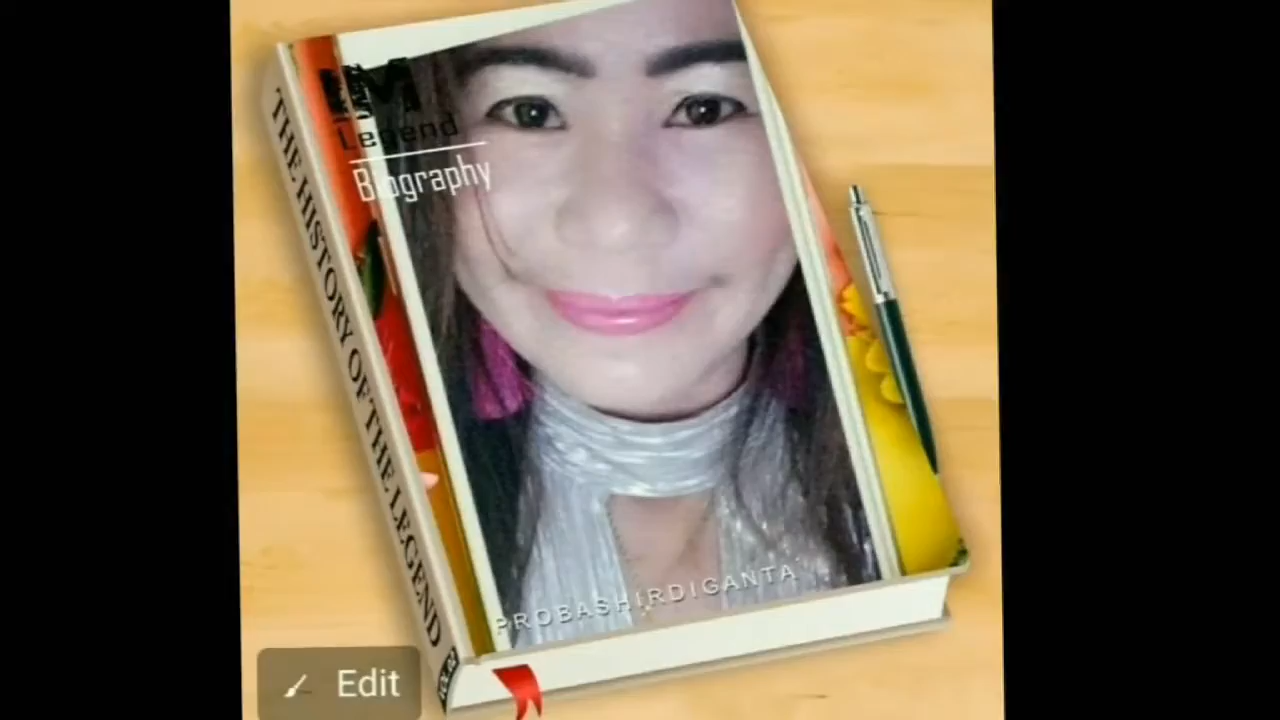 THE HISTORY OF THE LEGEND
Legend
Biography
PROBASHIRDIGANTA
Edit